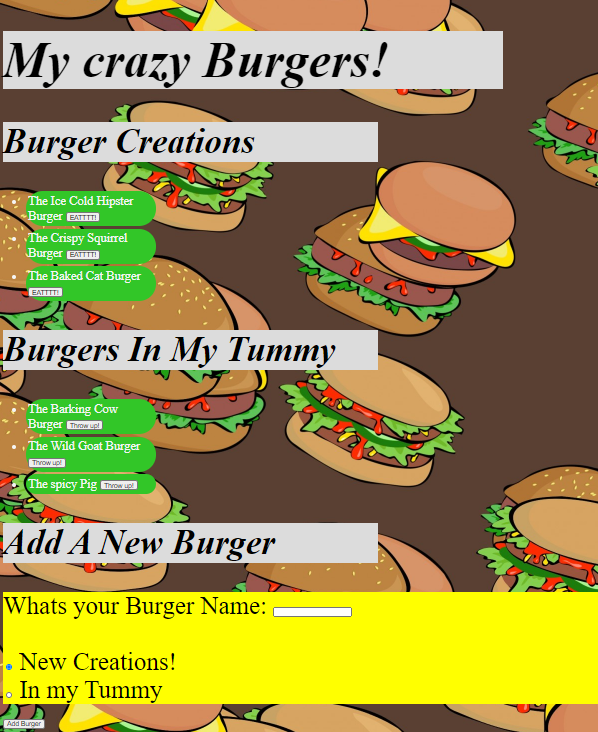 My crazy Burgers!
Burger Creations
The Ice Cold Hipster
Burger EATTTT!
The Crispy Squirrel
Burger EATTTT!
The Baked Cat Burger
EATTTT!
Burgers In My Tummy
The Barking Cow
Burger Throw up!
The Wild Goat Burger
Throw up!
The spicy Pig Throw up!
Add A New Burger
Whats your Burger Name:
New Creations!
In my Tummy
Add Burger